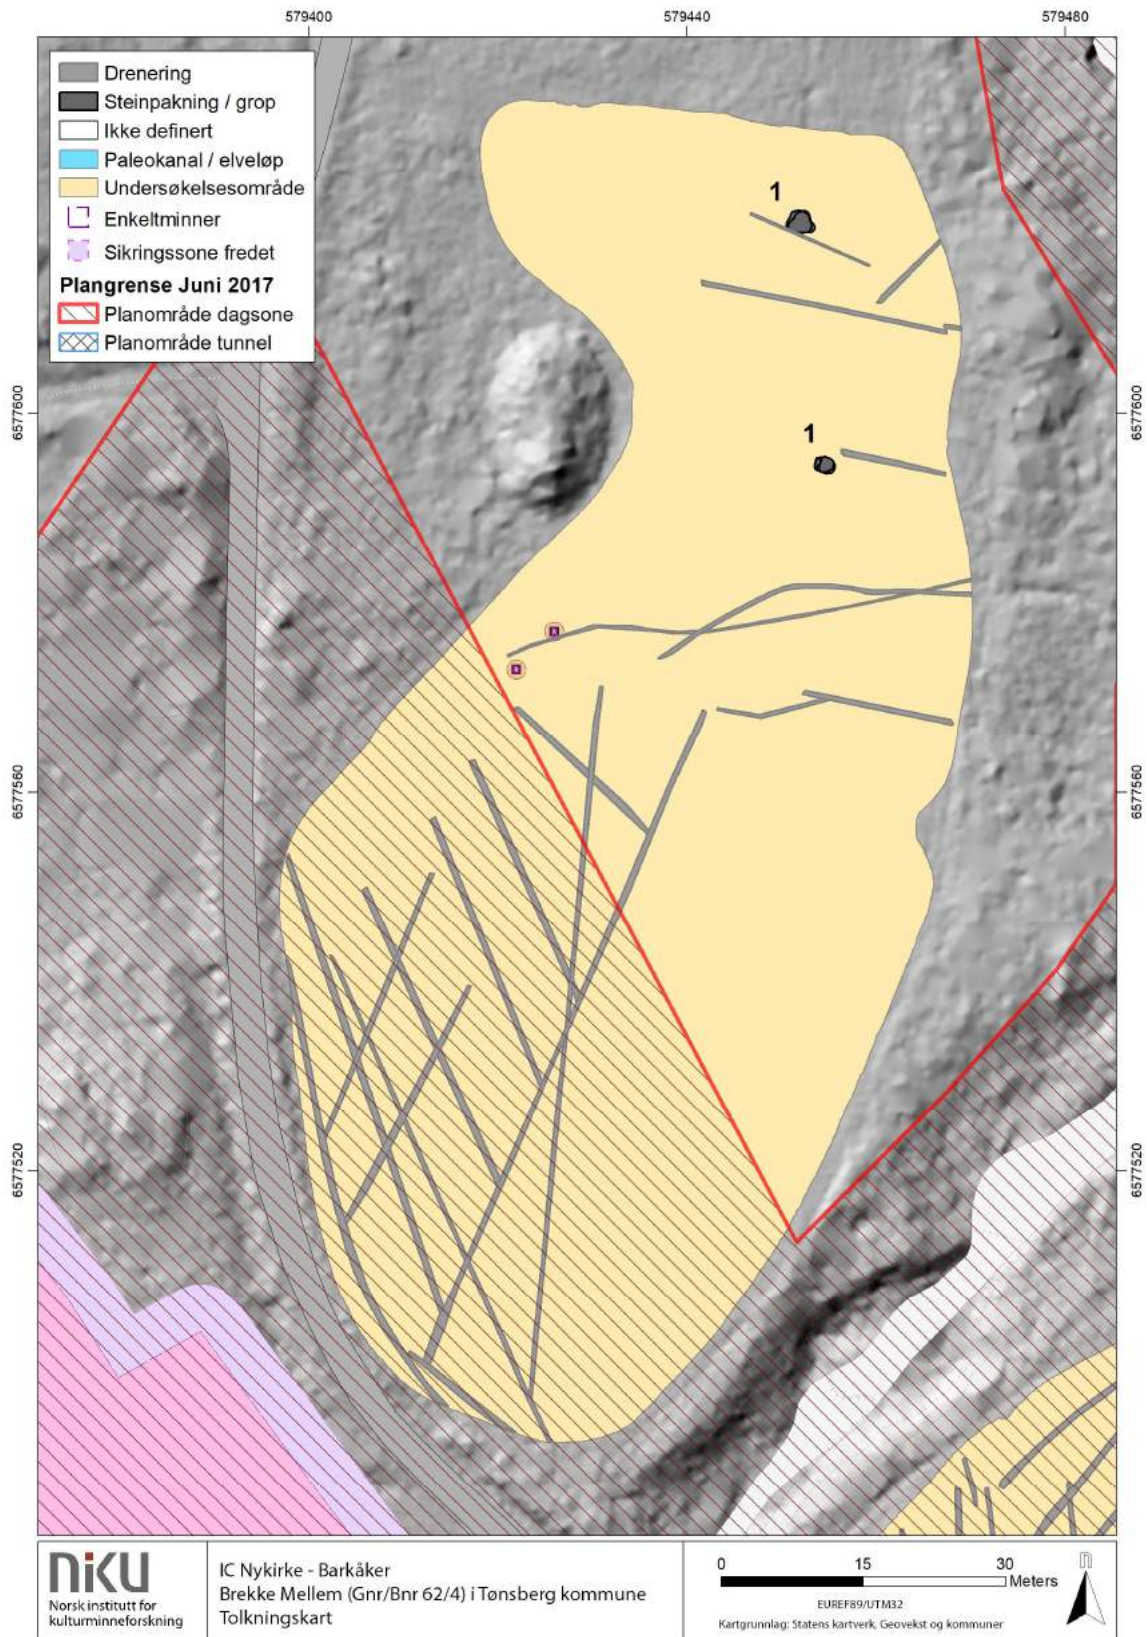 579400
579440
579480
Drenering
Steinpakning / grop
Ikke definert
Paleokanal / elveløp
Undersøkelsesområde
Enkeltminner
Sikringssone fredet
Plangrense Juni 2017
Planområde dagsone
Planområde tunnel
1
1
6577600
6577600
6577560
6577560
6577520
6577520
R
R
niKU
Norsk institutt for
kulturminneforskning
IC Nykirke - Barkåker
Brekke Mellem (Gnr/Bnr 62/4) i Tønsberg kommune
Tolkningskart
0 15 30
Meters
EUREF89/UTM32
Kartgrunnlag: Statens kartverk, Geovekst og kommuner
n